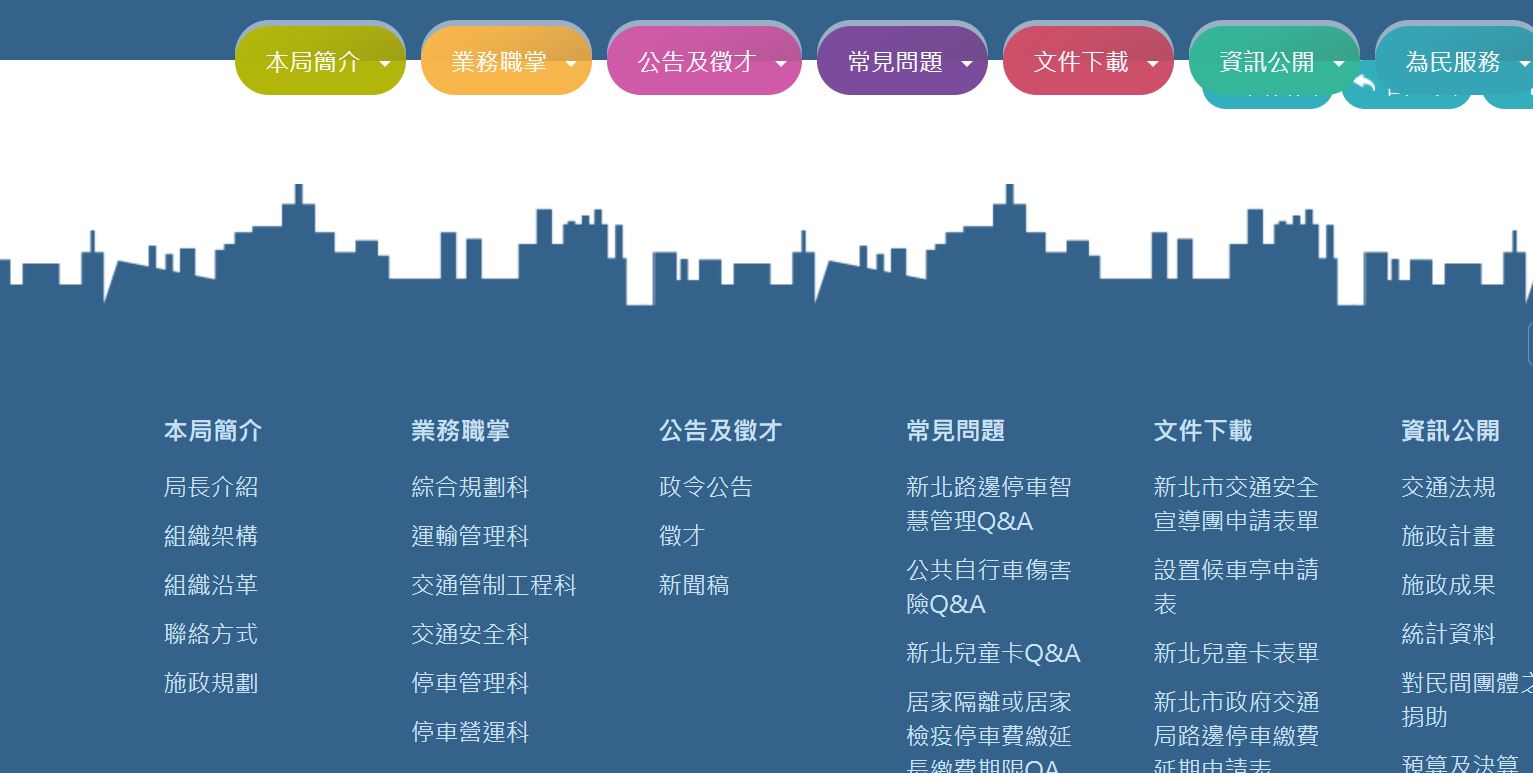 本局簡介
業務職掌
公告及徵才
常見問題
文件下載
資訊公開
為民服務
本局簡介
局長介紹
組織架構
組織沿革
聯絡方式
施政規劃
業務職掌
綜合規劃科
運輸管理科
交通管制工程科
交通安全科
停車管理科
停車營運科
公告及徵才
政令公告
徵才
新聞稿
常見問題
新北路邊停車智
慧管理Q&A
公共自行車傷害
險Q&A
新北兒童卡Q&A
居家隔離或居家
檢疫停車費繳延
長繳費期限QA
文件下載
新北市交通安全
宣導團申請表單
設置候車亭申請
表
新北兒童卡表單
新北市政府交通
局路邊停車繳費
延期申請表
資訊公開
交通法規
施政計畫
施政成果
統計資料
對民間團體之
捐助
預算及決算